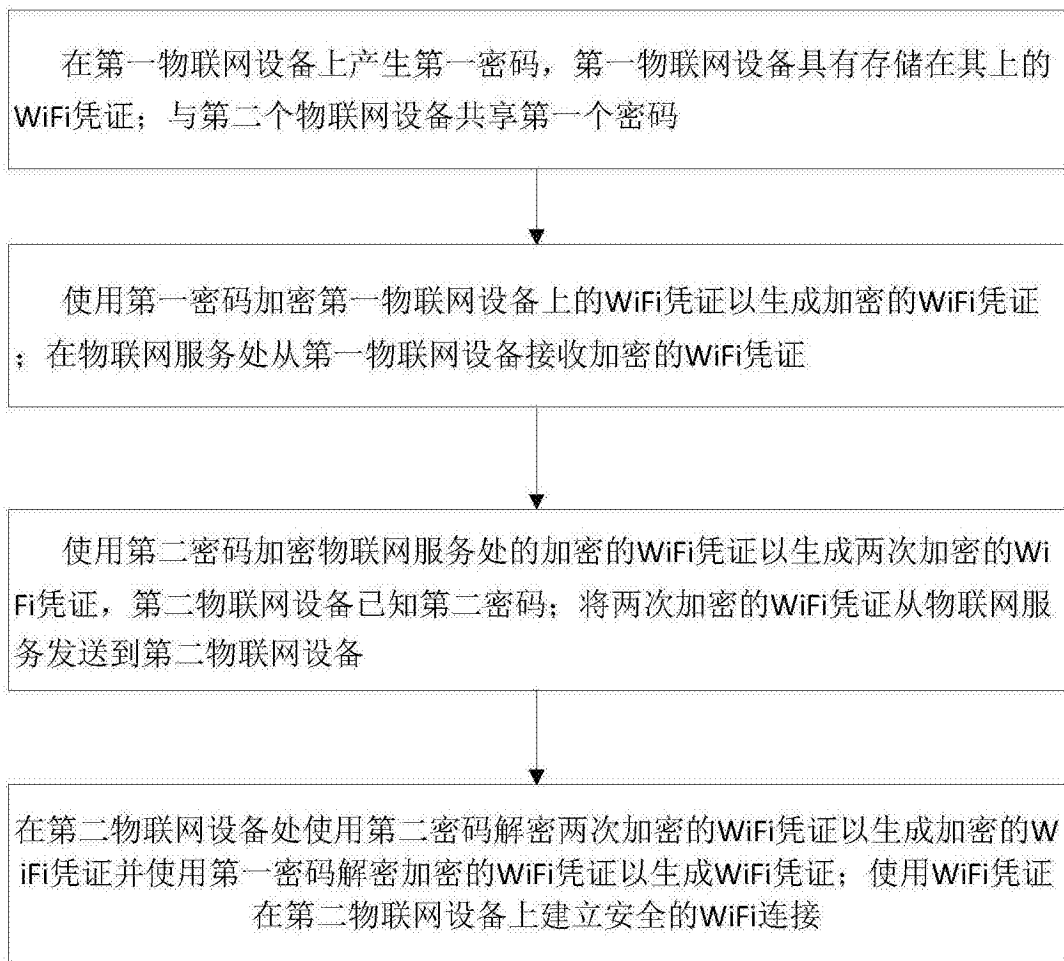 在第一物联网设备上产生第一密码，第一物联网设备具有存储在其上的
WiFi凭证；与第二个物联网设备共享第一个密码
使用第一密码加密第一物联网设备上的WiFi凭证以生成加密的WiFi凭证
；在物联网服务处从第一物联网设备接收加密的WiFi凭证
使用第二密码加密物联网服务处的加密的WiFi凭证以生成两次加密的Wi
Fi凭证，第二物联网设备已知第二密码；将两次加密的WiFi凭证从物联网服
务发送到第二物联网设备
在第二物联网设备处使用第二密码解密两次加密的WiFi凭证以生成加密的W
iFi凭证并使用第一密码解密加密的WiFi凭证以生成WiFi凭证；使用WiFi凭证
在第二物联网设备上建立安全的WiFi连接